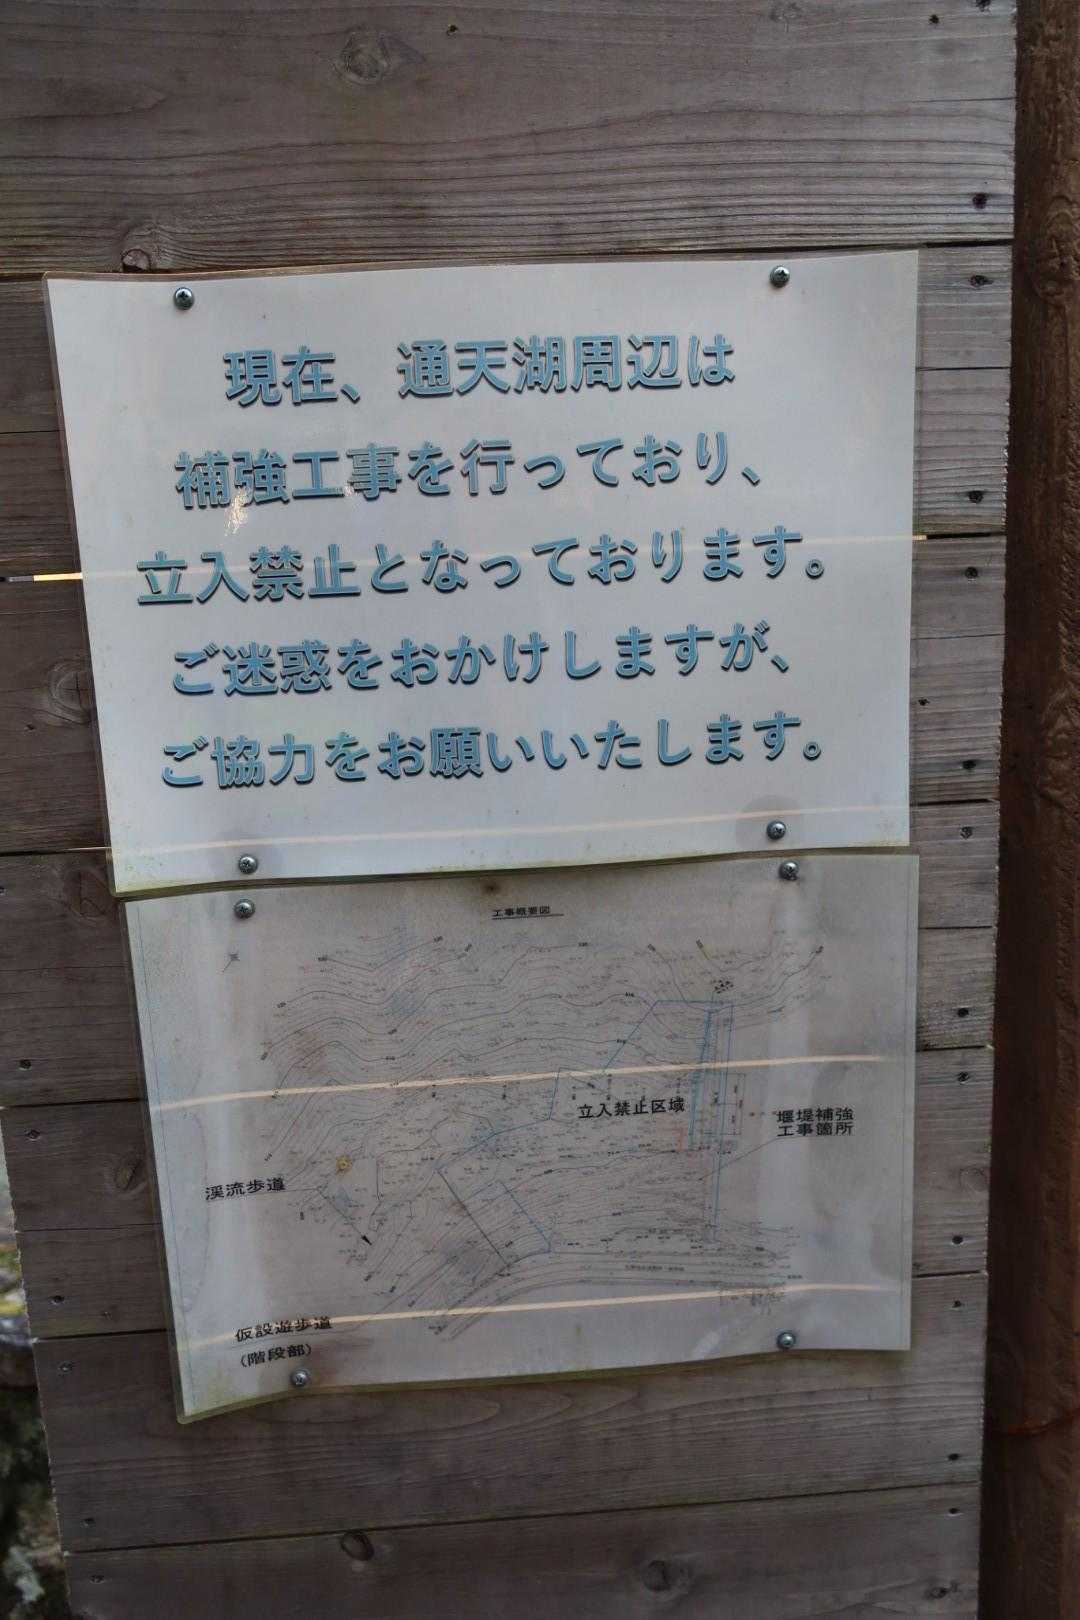 現在、通天湖周辺は
補強工事を行っており、
立入禁止となっております。
ご迷惑をおかけしますが、
ご協力をお願いいたします。
工事概要図
立入禁止区域
堰堤補強
工事箇所
渓流歩道
仮設遊歩道
（階段部）